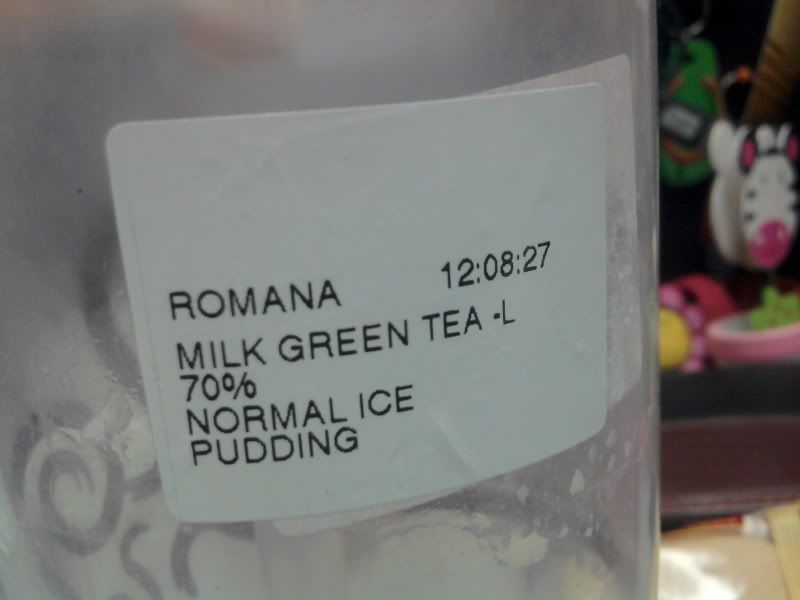 ROMANA 12:08:27
MILK GREEN TEA -L
70%
NORMAL ICE
PUDDING